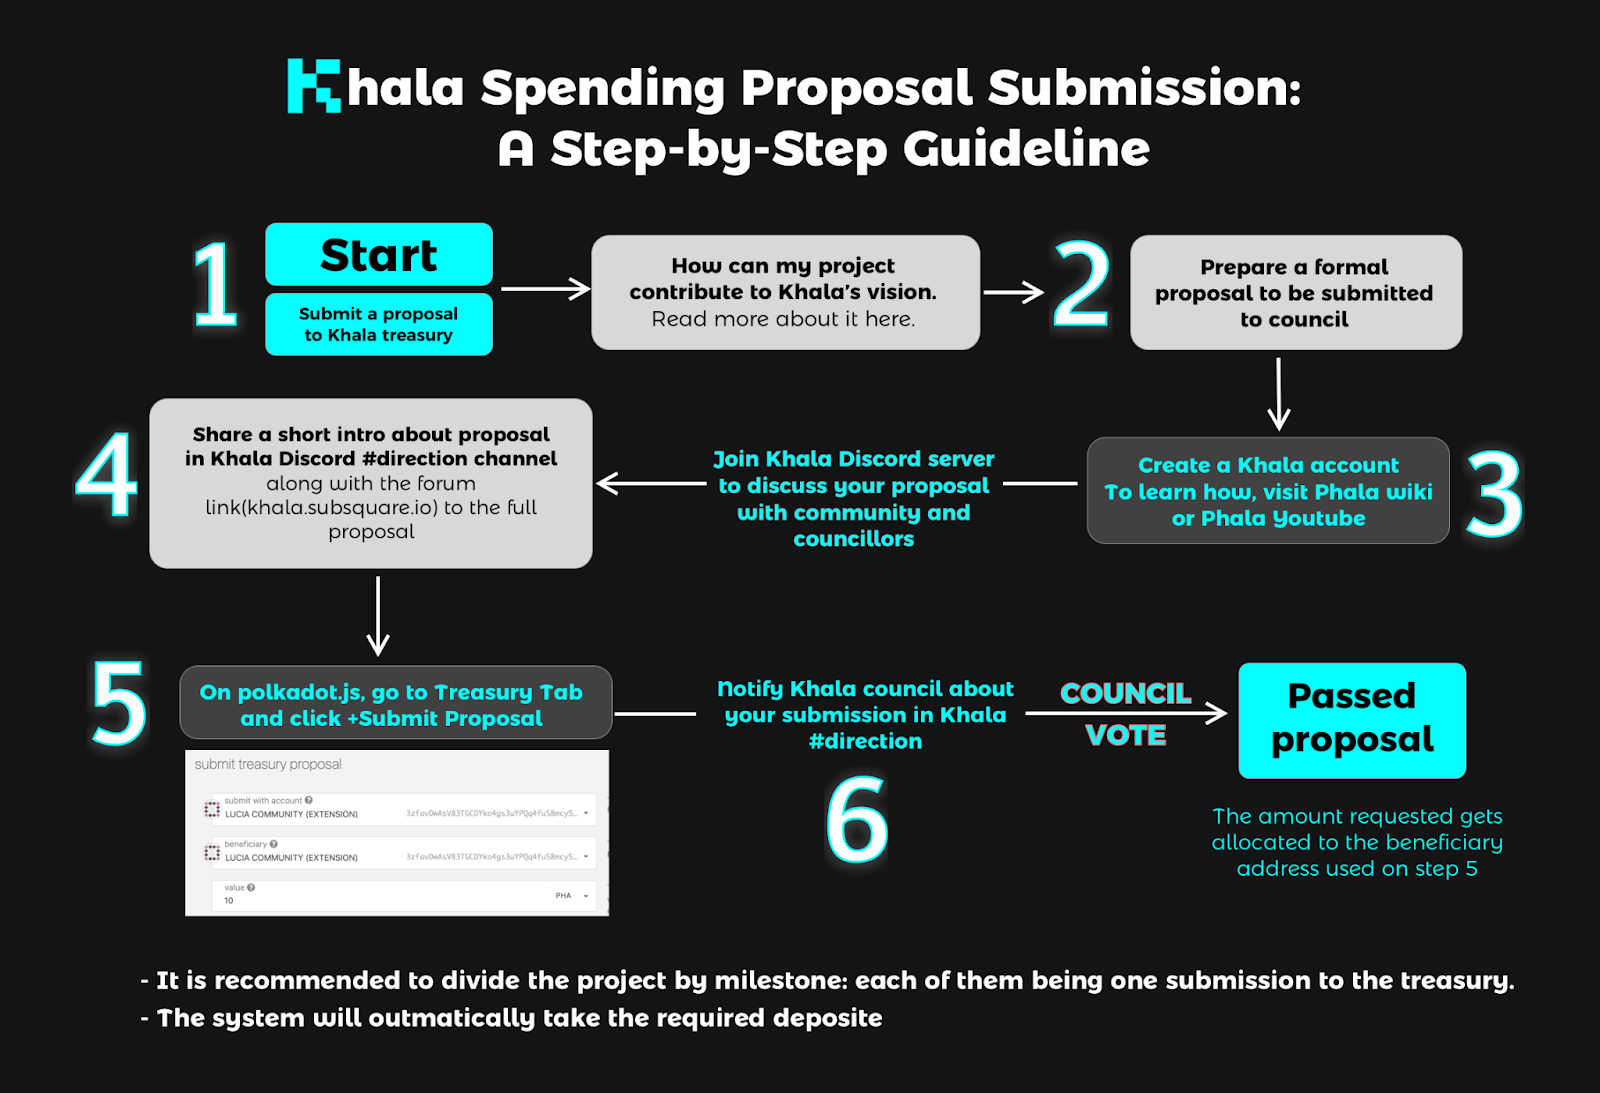 Khala Spending Proposal Submission:
A Step-by-Step Guideline
1
Start
Submit a proposal
to Khala treasury
How can my project
contribute to Khala's vision.
Read more about it here.
2
Prepare a formal
proposal to be submitted
to council
3
Create a Khala account
To learn how, visit Phala wiki
or Phala Youtube
Join Khala Discord server
to discuss your proposal
with community and
councillors
4
Share a short intro about proposal
in Khala Discord #direction channel
along with the forum
link(khala.subsquare.io) to the full
proposal
5
On polkadot.js, go to Treasury Tab
and click +Submit Proposal
submit treasury proposal
submit with account
LUCIA COMMUNITY (EXTENSION)
beneficiary
LUCIA COMMUNITY (EXTENSION)
value
10 PHA
Notify Khala council about
your submission in Khala
#direction
6
COUNCIL
VOTE
Passed
proposal
The amount requested gets
allocated to the beneficiary
address used on step 5
- It is recommended to divide the project by milestone: each of them being one submission to the treasury.
- The system will outmatically take the required deposite